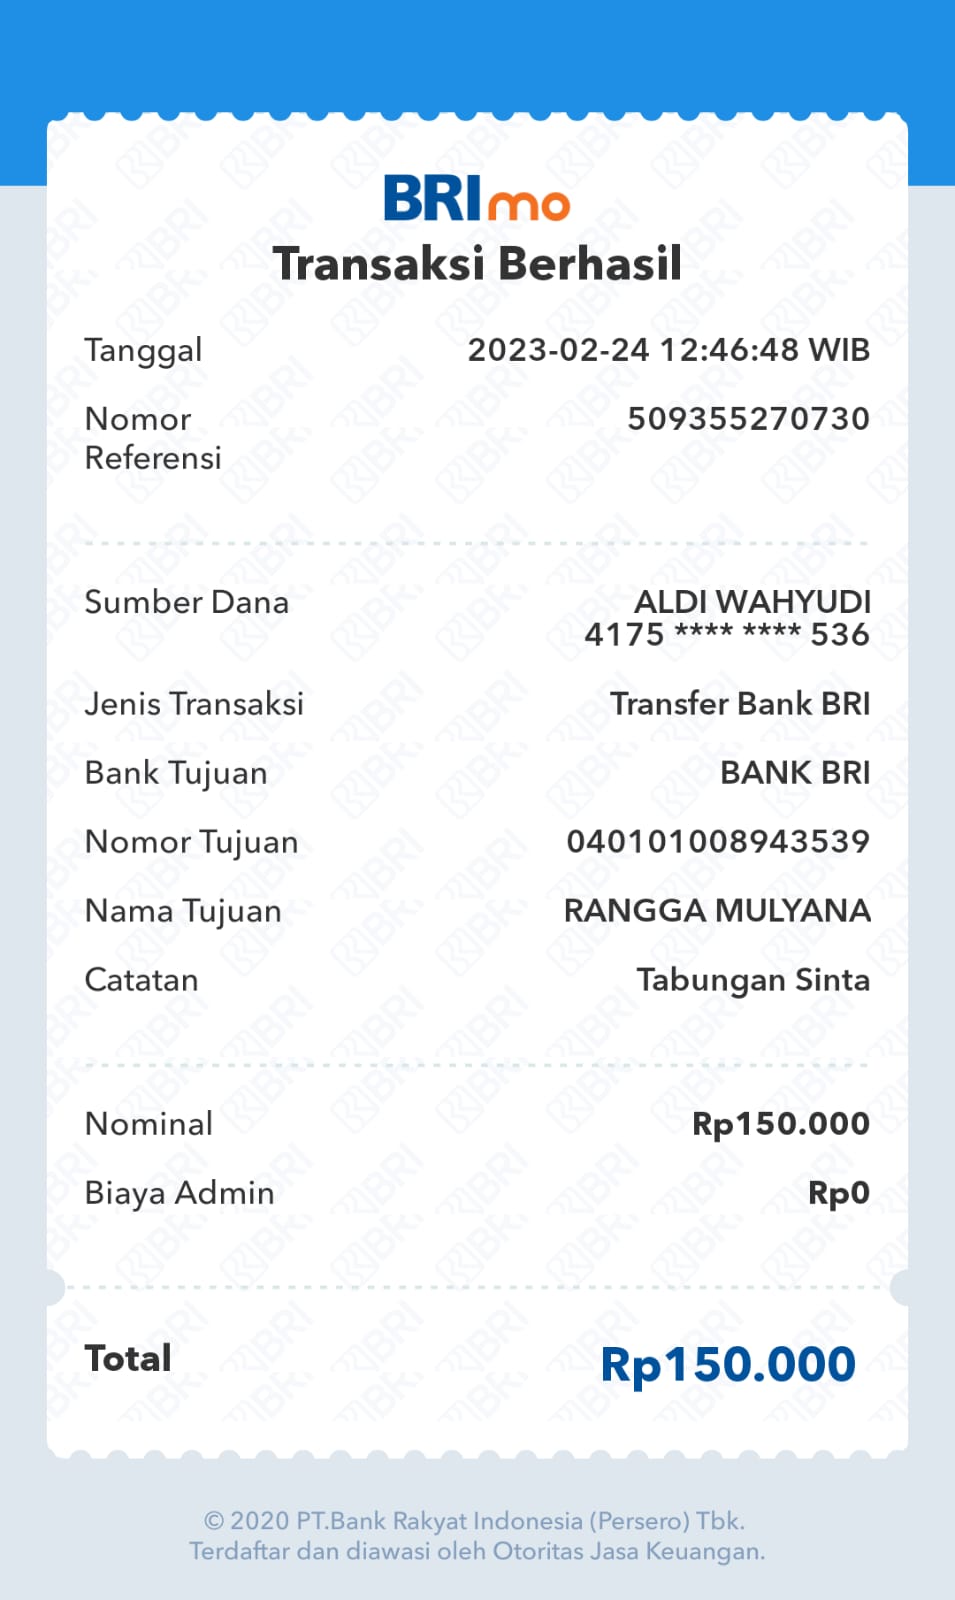 BRImo
Transaksi Berhasil
Tanggal 2023-02-24 12:46:48 WIB
Nomor 509355270730
Referensi
Sumber Dana ALDI WAHYUDI
4175 **** **** 536
Jenis Transaksi Transfer Bank BRI
Bank Tujuan BANK BRI
Nomor Tujuan 040101008943539
Nama Tujuan RANGGA MULYANA
Catatan Tabungan Sinta
Nominal Rp150.000
Biaya Admin Rp0
Total Rp150.000
© 2020 PT.Bank Rakyat Indonesia (Persero) Tbk.
Terdaftar dan diawasi oleh Otoritas Jasa Keuangan.